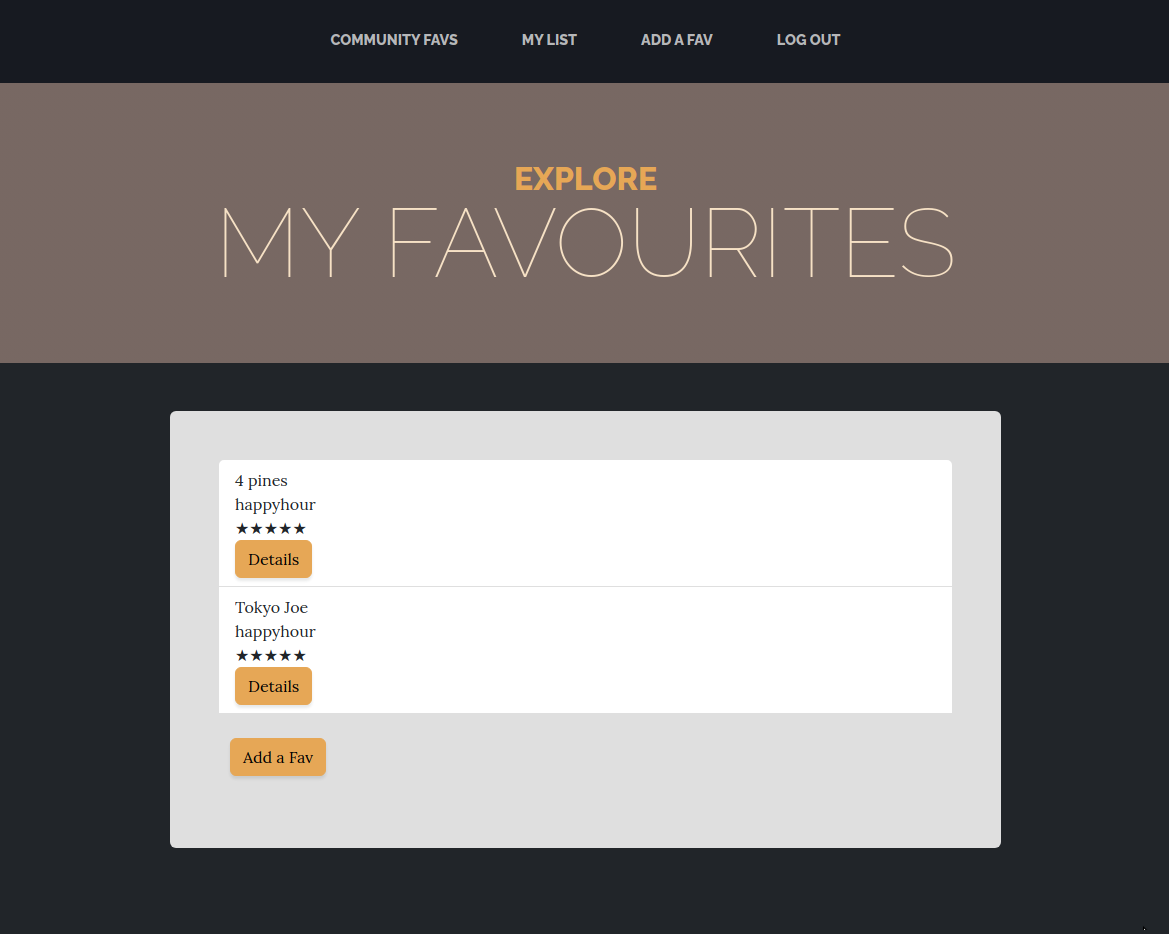 COMMUNITY FAVS MY LIST ADD A FAV LOG OUT
EXPLORE
MY FAVOURITES
4 pines
happyhour
★★★★★
Details
Tokyo Joe
happyhour
★★★★★
Details
Add a Fav